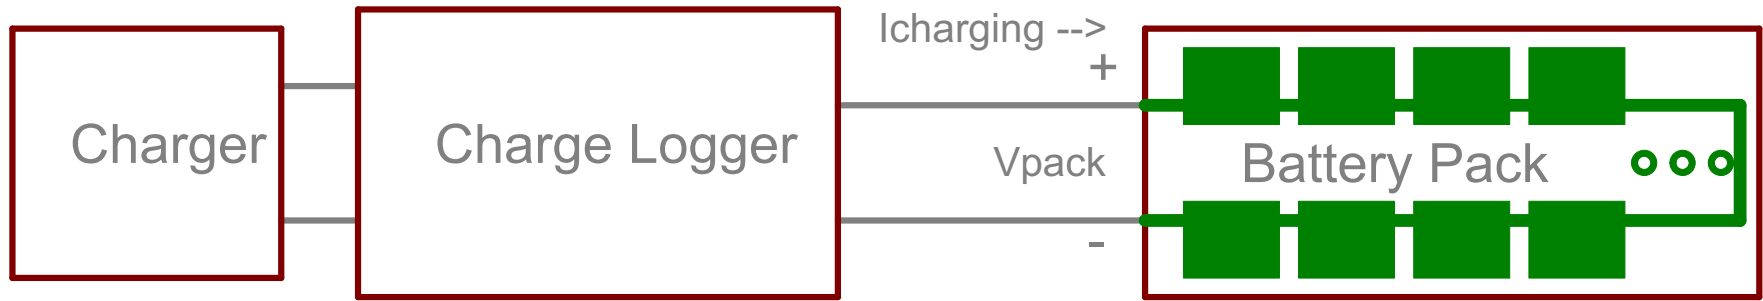 Icharging -->
+
Charger
Charge Logger
Vpack
Battery Pack
-